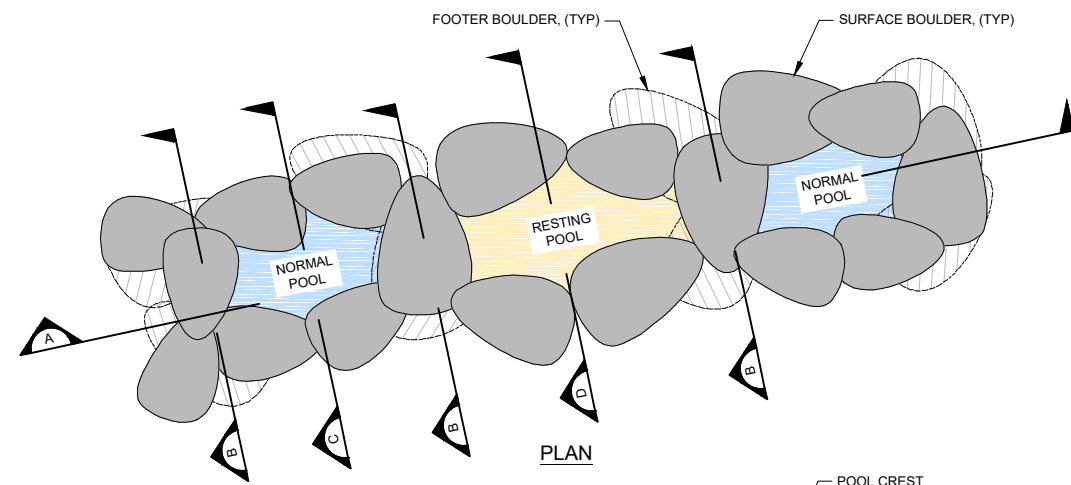 FOOTER BOULDER, (TYP)
SURFACE BOULDER, (TYP)
NORMAL
POOL
RESTING
POOL
NORMAL
POOL
A
B
C
B
D
B
PLAN
POOL CREST